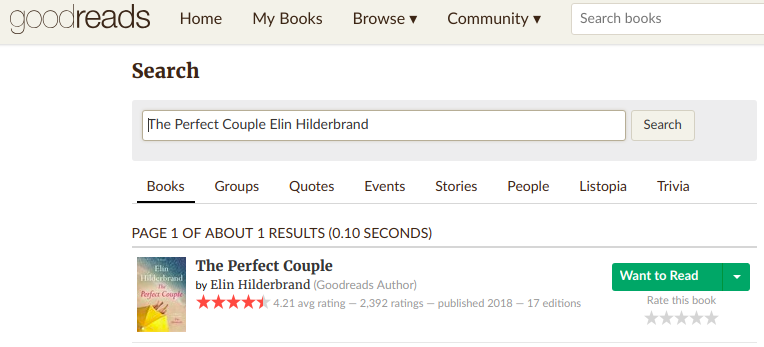 goodreads Home My Books Browse ▾ Community ▾ Search books
Search
The Perfect Couple Elin Hilderbrand Search
Books Groups Quotes Events Stories People Listopia Trivia
PAGE 1 OF ABOUT 1 RESULTS (0.10 SECONDS)
Elin
Hilderbrand
The
Perfect Couple
The Perfect Couple
by Elin Hilderbrand (Goodreads Author)
4.21 avg rating — 2,392 ratings — published 2018 — 17 editions
Want to Read
Rate this book